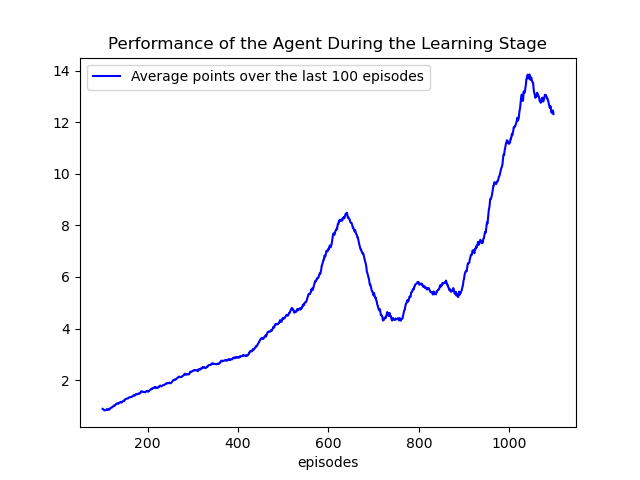 Performance of the Agent During the Learning Stage
Average points over the last 100 episodes
14
12
10
8
6
4
2
200 400 600 800 1000
episodes